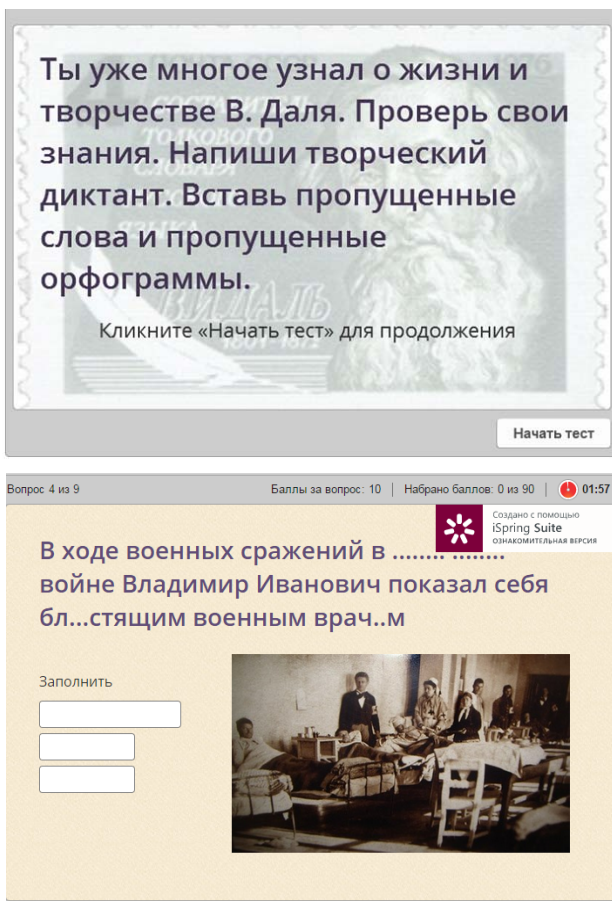 Ты уже многое узнал о жизни и
творчестве В. Даля. Проверь свои
знания. Напиши творческий
диктант. Вставь пропущенные
слова и пропущенные
орфограммы.
Кликните «Начать тест» для продолжения
Начать тест
Вопрос 4 из 9
Баллы за вопрос: 10 | Набрано баллов: 0 из 90 | 01:57
Создано с помощью
iSpring Suite
ОЗНАКОМИТЕЛЬНАЯ ВЕРСИЯ
В ходе военных сражений в ........ ........
войне Владимир Иванович показал себя
бл...стящим военным врач..м
Заполнить